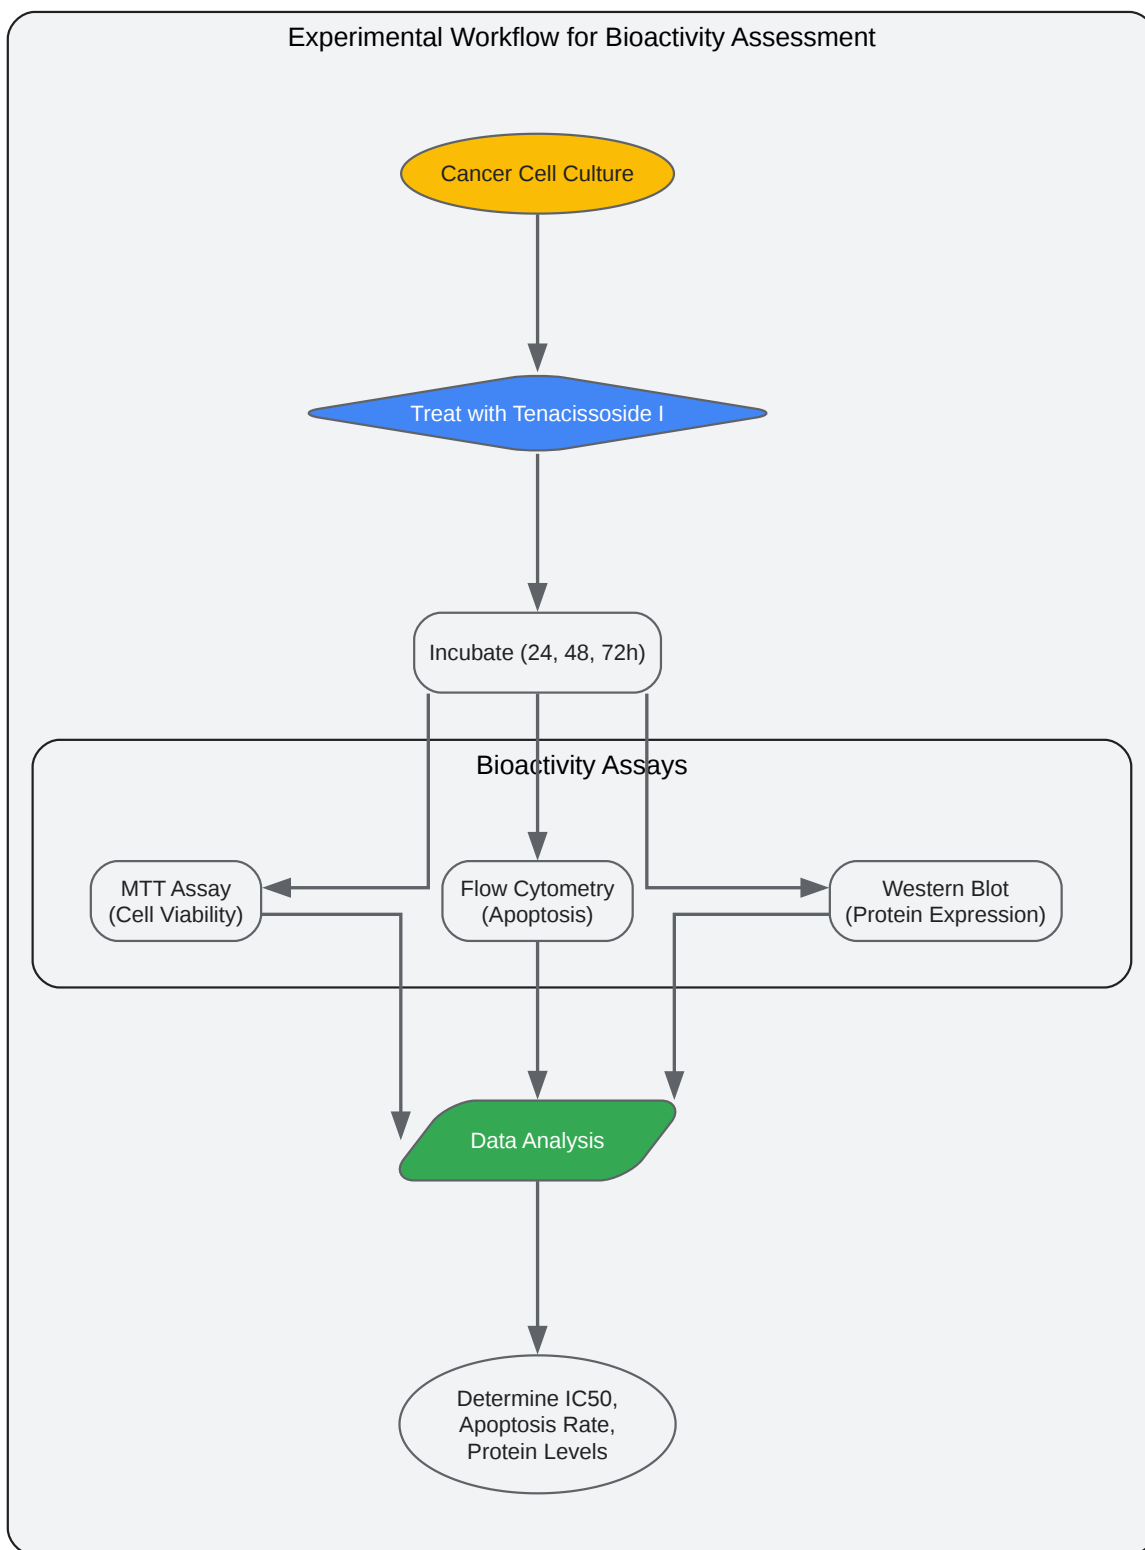 Experimental Workflow for Bioactivity Assessment
Cancer Cell Culture
Treat with Tenacissoside I
Incubate (24, 48, 72h)
Bioactivity Assays
MTT Assay
(Cell Viability)
Flow Cytometry
(Apoptosis)
Western Blot
(Protein Expression)
Data Analysis
Determine IC50,
Apoptosis Rate,
Protein Levels